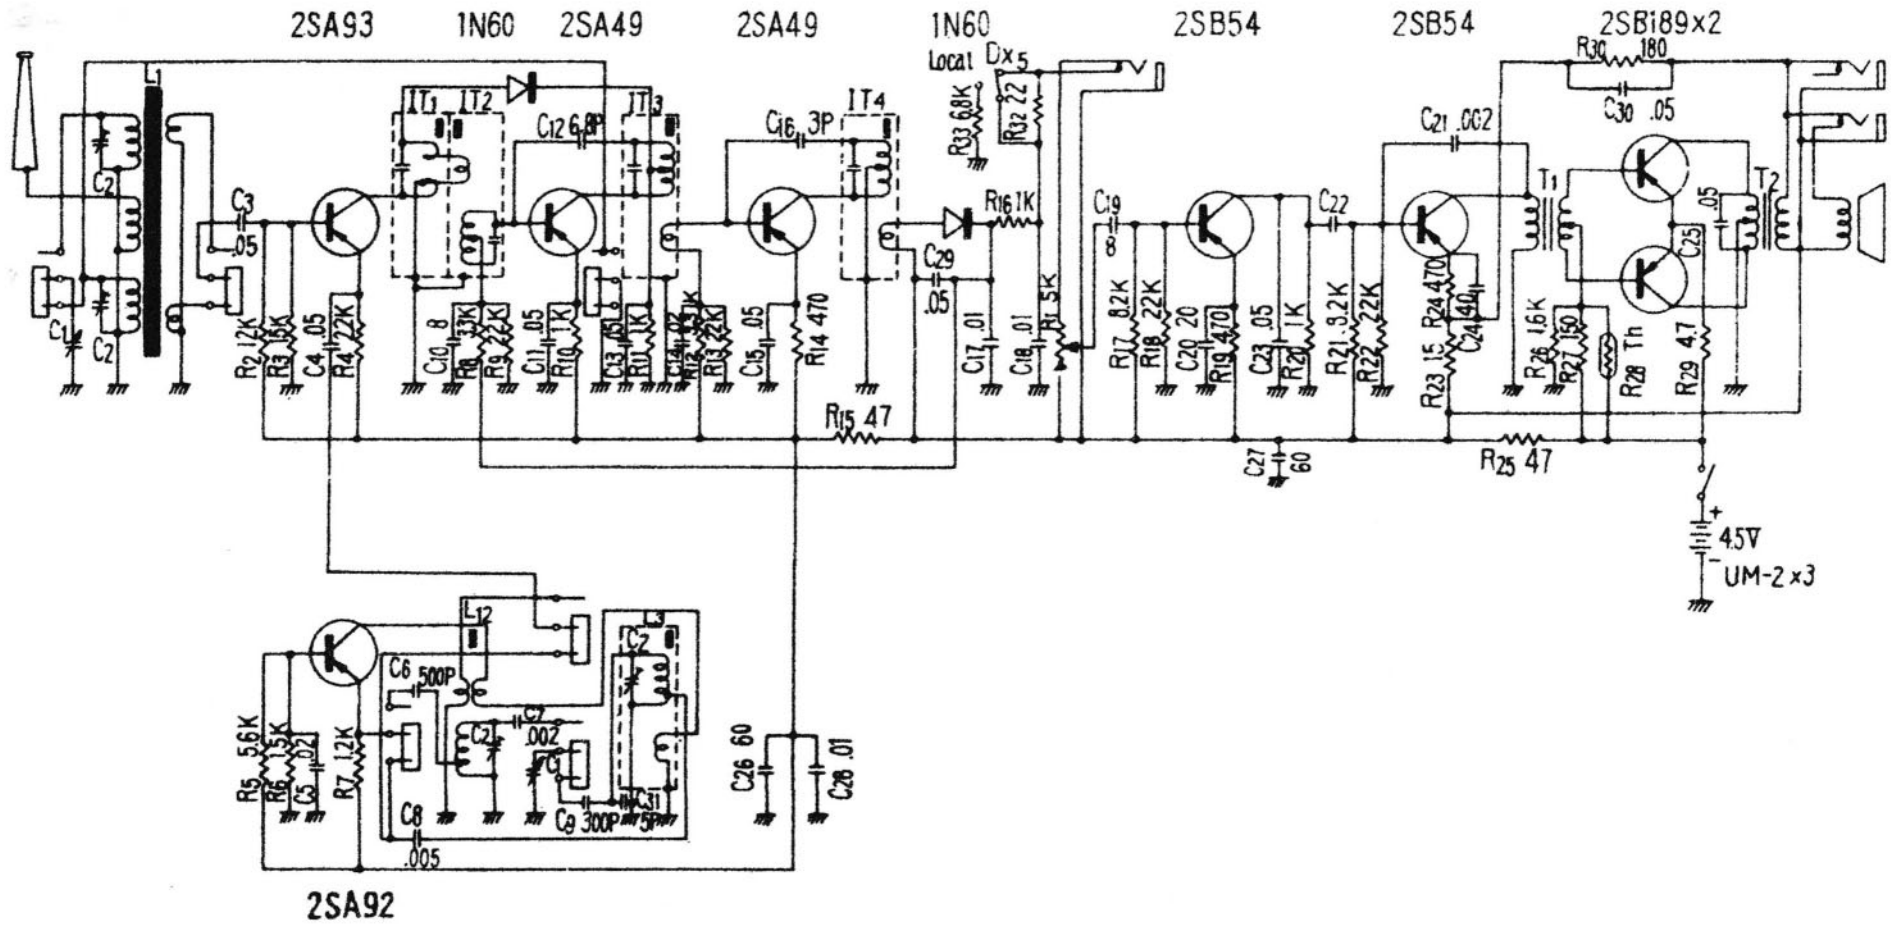 2SA93
1N60
2SA49
2SA49
1N60
2SB54
2SB54
2SB189×2
Local
Dx
5
R30
180
C30
.05
L1
IT1
IT2
IT3
IT4
C12
6.8P
C16
3P
R33 6.8K
R32 22
C21 .002
C2
C3
.05
R16 1K
C19
8
C22
T1
T2
.05
C25
C29
.05
C1
C2
R2 12K
R3 15K
C4 .05
R4 2.2K
C10 8
R8 3.3K
R9 22K
C11 .05
R10 1K
C13 .05
R11 1K
C14 .02
R13 2.2K
C15 .05
R14 470
C17 .01
C18 .01
R1 5K
R17 8.2K
R18 22K
C20 20
R19 470
C23 .05
R20 1K
R21 8.2K
R22 22K
R24 470
C24 40
R23 15
R26 1.6K
R27 150
R28 Th
R29 4.7
R15 47
C27
60
R25 47
+
4.5V
-
UM-2×3
L12
L3
C2
C6
500P
C7
.002
C2
C1
R5 5.6K
R6 1.5K
C5 .02
R7 1.2K
C9 300P
C31
5P
C8
.005
C26 60
C28 .01
2SA92